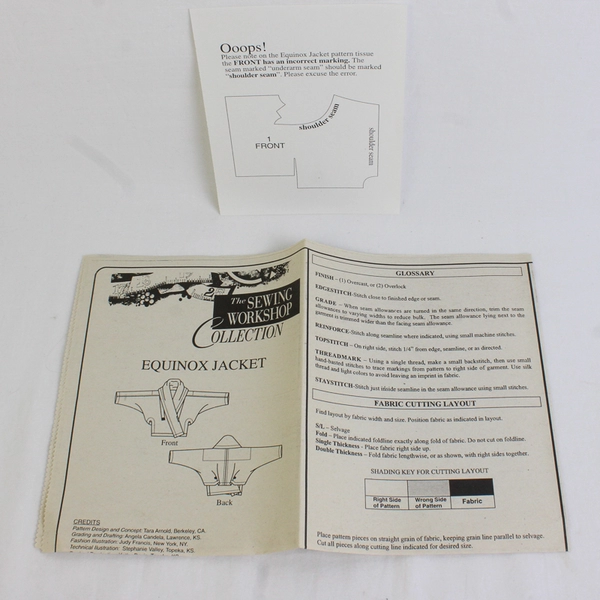 Ooops!
Please note on the Equinox Jacket pattern tissue
the FRONT has an incorrect marking. The
seam marked "underarm seam" should be marked
"shoulder seam". Please excuse the error.
shoulder seam
shoulder seam
1
FRONT
The SEWING
WORKSHOP
COLLECTION
EQUINOX JACKET
Front
Back
CREDITS
Pattern Design and Concept: Tara Arnold, Berkeley, CA.
Grading and Drafting: Angela Candela, Lawrence, KS.
Fashion Illustration: Judy Francis, New York, NY.
Technical Illustration: Stephanie Valley, Topeka, KS.
GLOSSARY
FINISH - (1) Overcast, or (2) Overlock
EDGESTITCH-Stitch close to finished edge or seam.
GRADE - When seam allowances are turned in the same direction, trim the seam
allowances to varying widths to reduce bulk. The seam allowance lying next to the
garment is trimmed wider than the facing seam allowance.
REINFORCE-Stitch along seamline where indicated, using small machine stitches.
TOPSTITCH - On right side, stitch 1/4" from edge, seamline, or as directed.
THREADMARK - Using a single thread, make a small backstitch, then use small
hand-basted stitches to trace markings from pattern to right side of garment. Use silk
thread and light colors to avoid leaving an imprint in fabric.
STAYSTITCH-Stitch just inside seamline in the seam allowance using small stitches.
FABRIC CUTTING LAYOUT
Find layout by fabric width and size. Position fabric as indicated in layout.
S/L - Selvage
Fold - Place indicated foldline exactly along fold of fabric. Do not cut on foldline.
Single Thickness - Place fabric right side up.
Double Thickness - Fold fabric lengthwise, or as shown, with right sides together.
SHADING KEY FOR CUTTING LAYOUT
Right Side
of Pattern
Wrong Side
of Pattern
Fabric
Place pattern pieces on straight grain of fabric, keeping grain line parallel to selvage.
Cut all pieces along cutting line indicated for desired size.